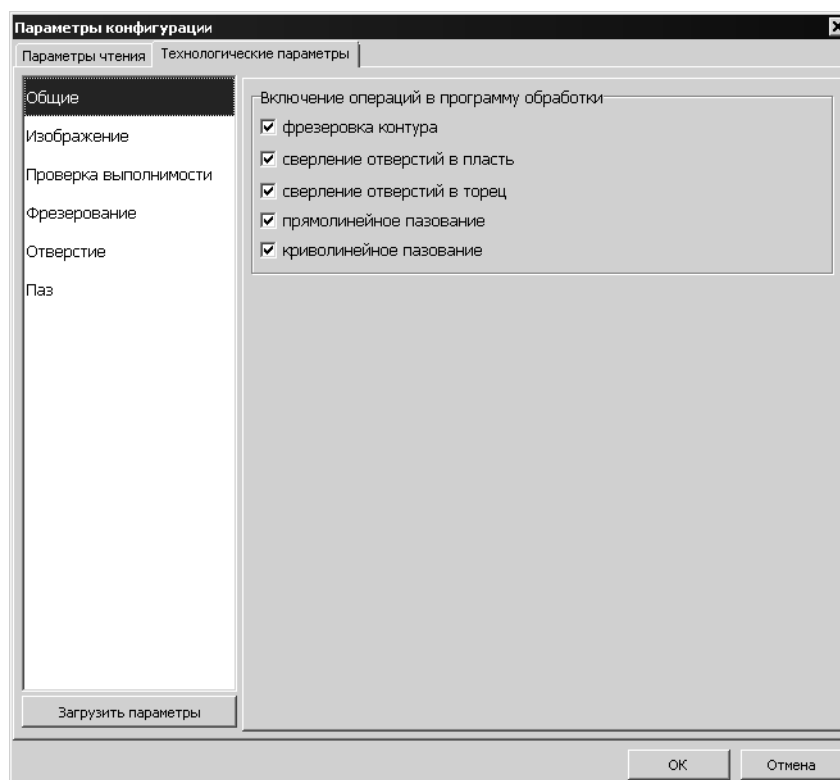 Параметры конфигурации
Параметры чтения
Технологические параметры
Общие
Изображение
Проверка выполнимости
Фрезерование
Отверстие
Паз
Включение операций в программу обработки
фрезеровка контура
сверление отверстий в пласть
сверление отверстий в торец
прямолинейное пазование
криволинейное пазование
Загрузить параметры
ОК
Отмена